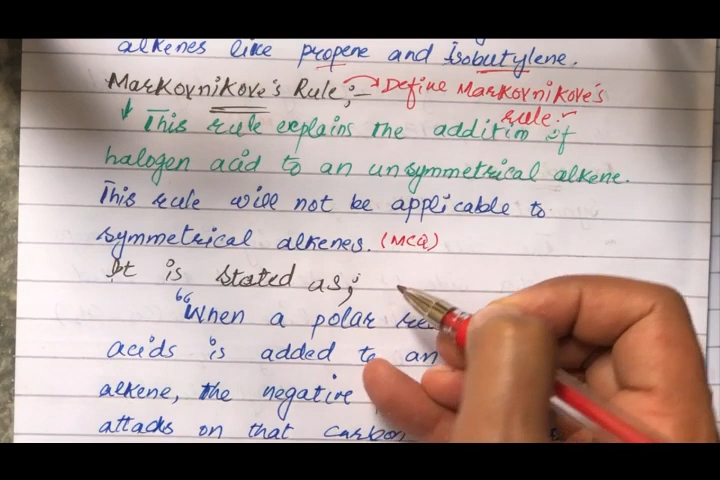 alkenes like propene and Isobutylene.
Markovnikove's Rule;- → Define Markovnikove's
rule:-
This rule explains the addition of
halogen acid to an unsymmetrical alkene.
This rule will not be applicable to
symmetrical alkenes. (MCQ)
It is stated as;
"When a polar
acids is added to an
alkene, the negative
attacks on that carbon